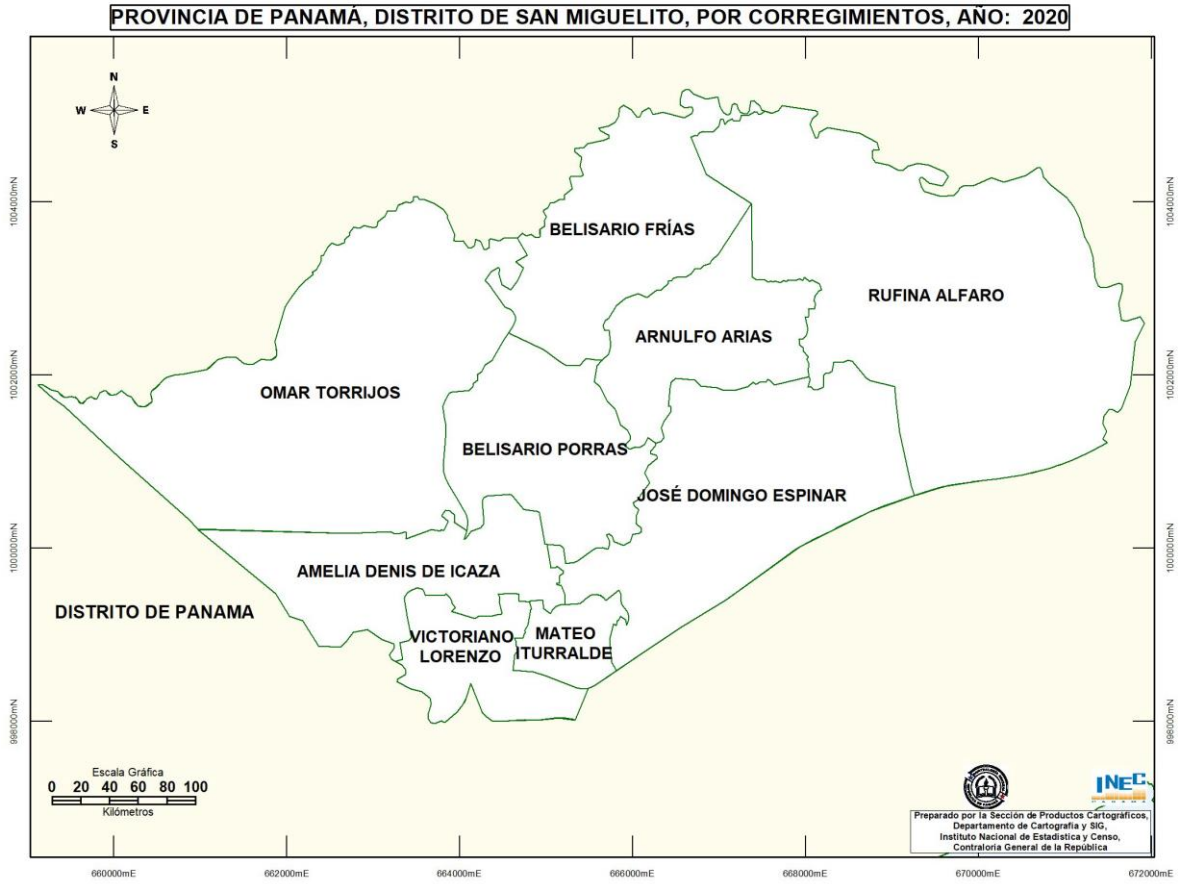 PROVINCIA DE PANAMÁ, DISTRITO DE SAN MIGUELITO, POR CORREGIMIENTOS, AÑO: 2020
N
W E
S
1004000mN
1004000mN
BELISARIO FRÍAS
RUFINA ALFARO
ARNULFO ARIAS
1002000mN
1002000mN
OMAR TORRIJOS
BELISARIO PORRAS
JOSÉ DOMINGO ESPINAR
1000000mN
1000000mN
AMELIA DENIS DE ICAZA
DISTRITO DE PANAMA
VICTORIANO
LORENZO
MATEO
ITURRALDE
998000mN
998000mN
Escala Gráfica
0 20 40 60 80 100
Kilómetros
INEC
PANAMÁ
Preparado por la Sección de Productos Cartográficos,
Departamento de Cartografía y SIG,
Instituto Nacional de Estadística y Censo,
Contraloría General de la República
660000mE 662000mE 664000mE 666000mE 668000mE 670000mE 672000mE